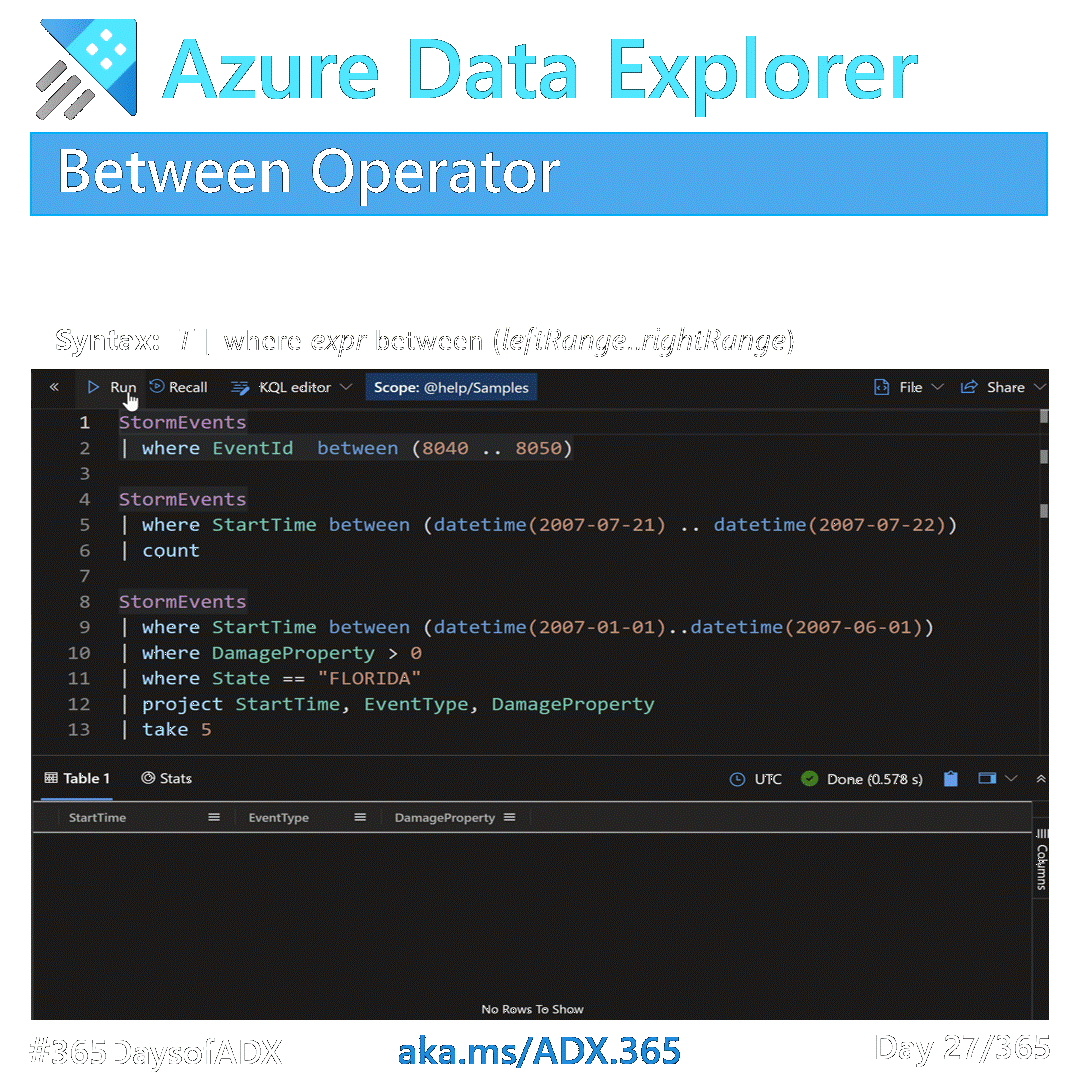 Azure Data Explorer
Between Operator
Syntax: T | where expr between (leftRange..rightRange)
« Run Recall KQL editor Scope: @help/Samples File Share
1 StormEvents
2 | where EventId  between (8040 .. 8050)
3
4 StormEvents
5 | where StartTime between (datetime(2007-07-21) .. datetime(2007-07-22))
6 | count
7
8 StormEvents
9 | where StartTime between (datetime(2007-01-01)..datetime(2007-06-01))
10 | where DamageProperty > 0
11 | where State == "FLORIDA"
12 | project StartTime, EventType, DamageProperty
13 | take 5
Table 1 Stats UTC Done (0.578 s)
StartTime EventType DamageProperty
Columns
No Rows To Show
#365DaysofADX aka.ms/ADX.365 Day 27/365